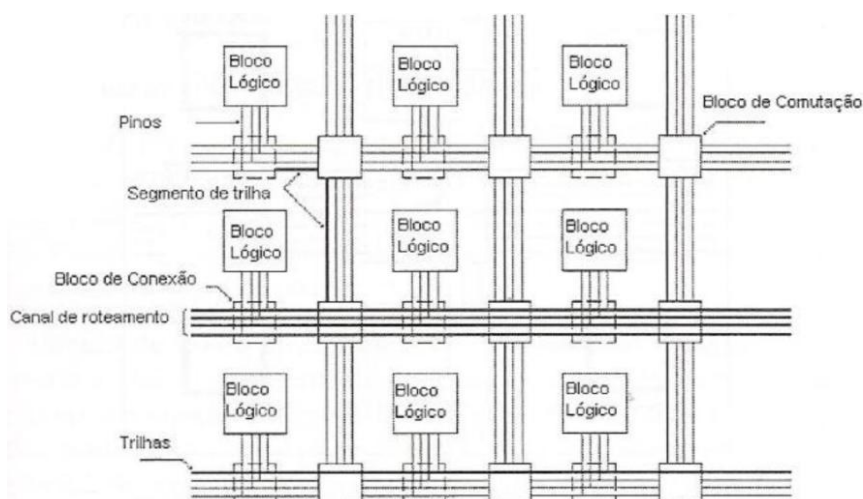 Bloco
Lógico
Bloco
Lógico
Bloco
Lógico
Bloco de Comutação
Pinos
Segmento de trilha
Bloco
Lógico
Bloco
Lógico
Bloco
Lógico
Bloco de Conexão
Canal de roteamento
Bloco
Lógico
Bloco
Lógico
Bloco
Lógico
Trilhas